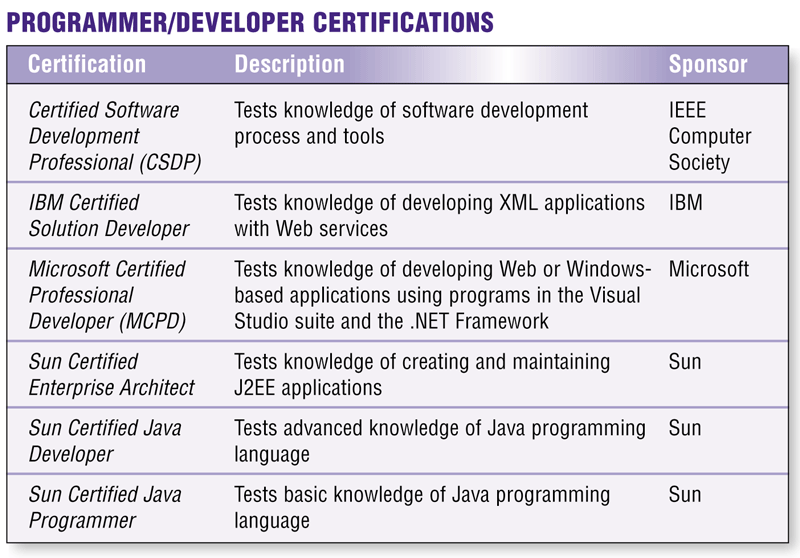 PROGRAMMER/DEVELOPER CERTIFICATIONS
Certification Description Sponsor
Certified Software Development Professional (CSDP) Tests knowledge of software development process and tools IEEE Computer Society
IBM Certified Solution Developer Tests knowledge of developing XML applications with Web services IBM
Microsoft Certified Professional Developer (MCPD) Tests knowledge of developing Web or Windows-based applications using programs in the Visual Studio suite and the .NET Framework Microsoft
Sun Certified Enterprise Architect Tests knowledge of creating and maintaining J2EE applications Sun
Sun Certified Java Developer Tests advanced knowledge of Java programming language Sun
Sun Certified Java Programmer Tests basic knowledge of Java programming language Sun